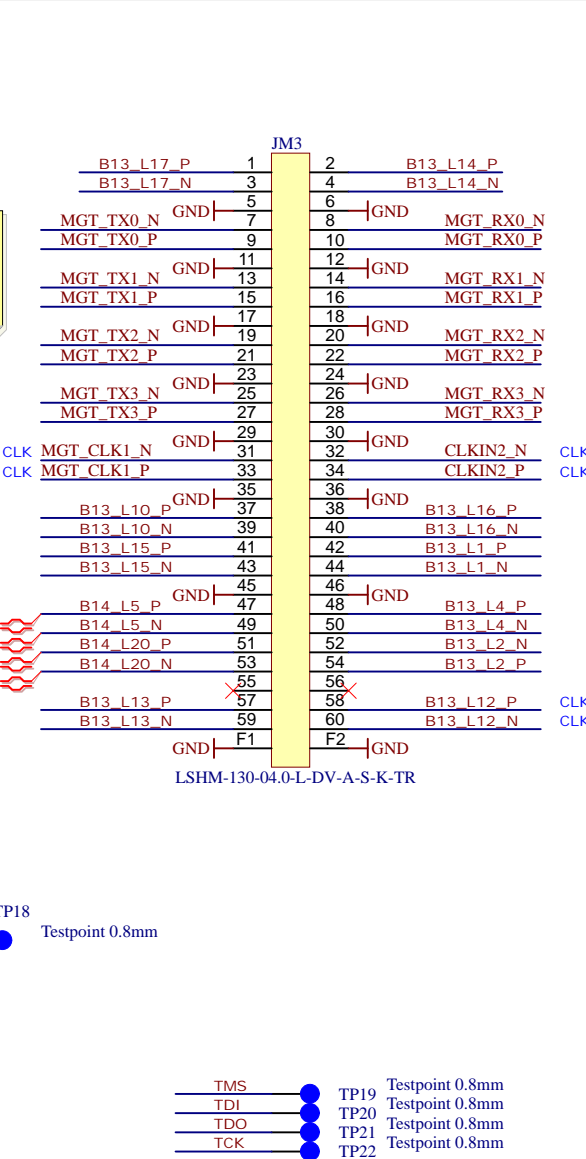 JM3
B13_L17_P 1 2 B13_L14_P
B13_L17_N 3 4 B13_L14_N
GND 5 6 GND
MGT_TX0_N 7 8 MGT_RX0_N
MGT_TX0_P 9 10 MGT_RX0_P
GND 11 12 GND
MGT_TX1_N 13 14 MGT_RX1_N
MGT_TX1_P 15 16 MGT_RX1_P
GND 17 18 GND
MGT_TX2_N 19 20 MGT_RX2_N
MGT_TX2_P 21 22 MGT_RX2_P
GND 23 24 GND
MGT_TX3_N 25 26 MGT_RX3_N
MGT_TX3_P 27 28 MGT_RX3_P
GND 29 30 GND
CLK MGT_CLK1_N 31 32 CLKIN2_N CLK
CLK MGT_CLK1_P 33 34 CLKIN2_P CLK
GND 35 36 GND
B13_L10_P 37 38 B13_L16_P
B13_L10_N 39 40 B13_L16_N
B13_L15_P 41 42 B13_L1_P
B13_L15_N 43 44 B13_L1_N
GND 45 46 GND
B14_L5_P 47 48 B13_L4_P
B14_L5_N 49 50 B13_L4_N
B14_L20_P 51 52 B13_L2_N
B14_L20_N 53 54 B13_L2_P
55 56
B13_L13_P 57 58 B13_L12_P CLK
B13_L13_N 59 60 B13_L12_N CLK
GND F1 F2 GND
LSHM-130-04.0-L-DV-A-S-K-TR
TP18
Testpoint 0.8mm
TMS TP19 Testpoint 0.8mm
TDI TP20 Testpoint 0.8mm
TDO TP21 Testpoint 0.8mm
TCK TP22 Testpoint 0.8mm